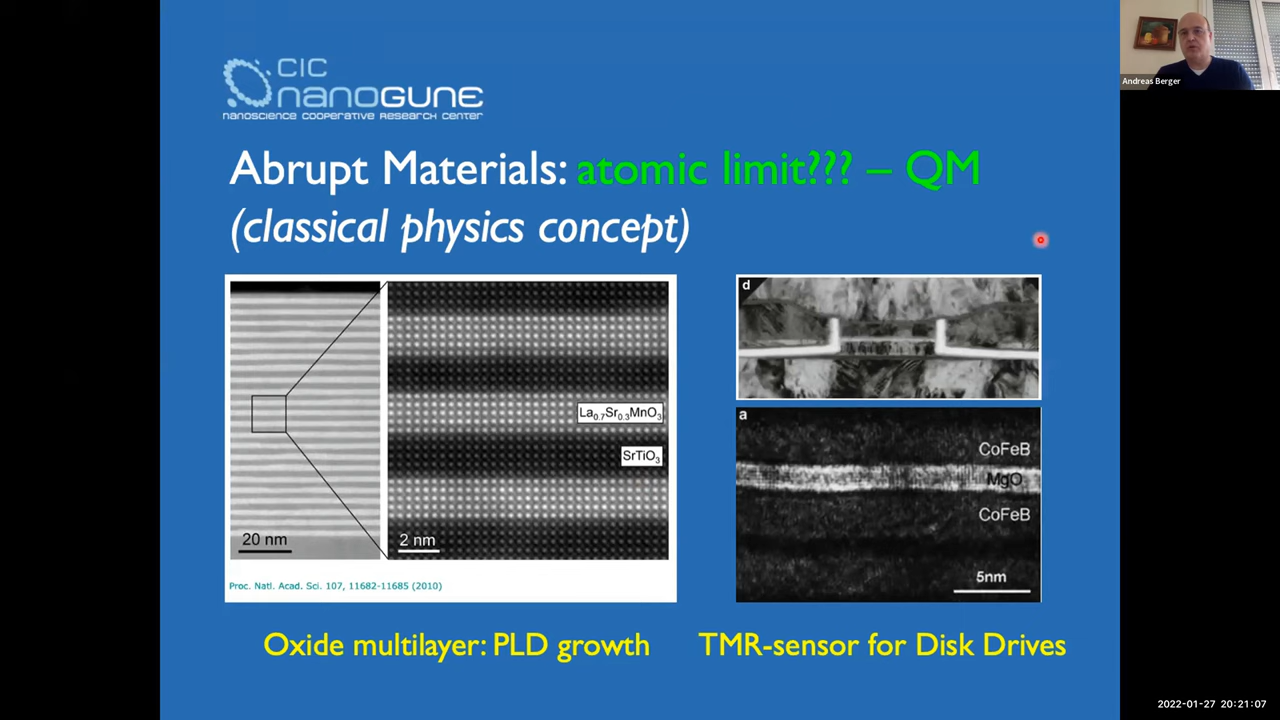 CIC
nanoGUNE
nanoscience cooperative research center
Abrupt Materials: atomic limit??? – QM
(classical physics concept)
La0.7Sr0.3MnO3
SrTiO3
20 nm
2 nm
Proc. Natl. Acad. Sci. 107, 11682-11685 (2010)
d
a
CoFeB
MgO
CoFeB
5nm
Oxide multilayer: PLD growth
TMR-sensor for Disk Drives
Andreas Berger
2022-01-27 20:21:07